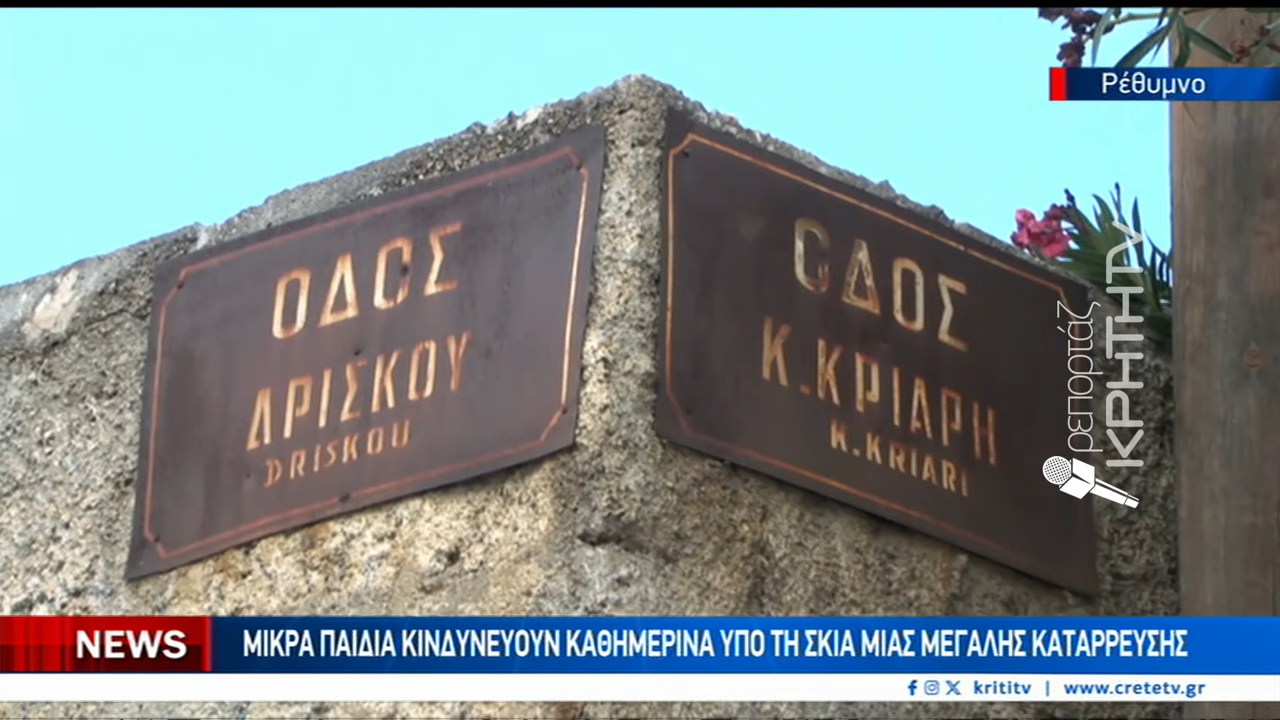 Ρέθυμνο
ΟΔΟΣ
ΔΡΙΣΚΟΥ
DRISKOU
ΟΔΟΣ
Κ.ΚΡΙΑΡΗ
K.KRIARI
ρεπορτάζ
ΚΡΗΤΗTV
NEWS
ΜΙΚΡΑ ΠΑΙΔΙΑ ΚΙΝΔΥΝΕΥΟΥΝ ΚΑΘΗΜΕΡΙΝΑ ΥΠΟ ΤΗ ΣΚΙΑ ΜΙΑΣ ΜΕΓΑΛΗΣ ΚΑΤΑΡΡΕΥΣΗΣ
krititv | www.cretetv.gr